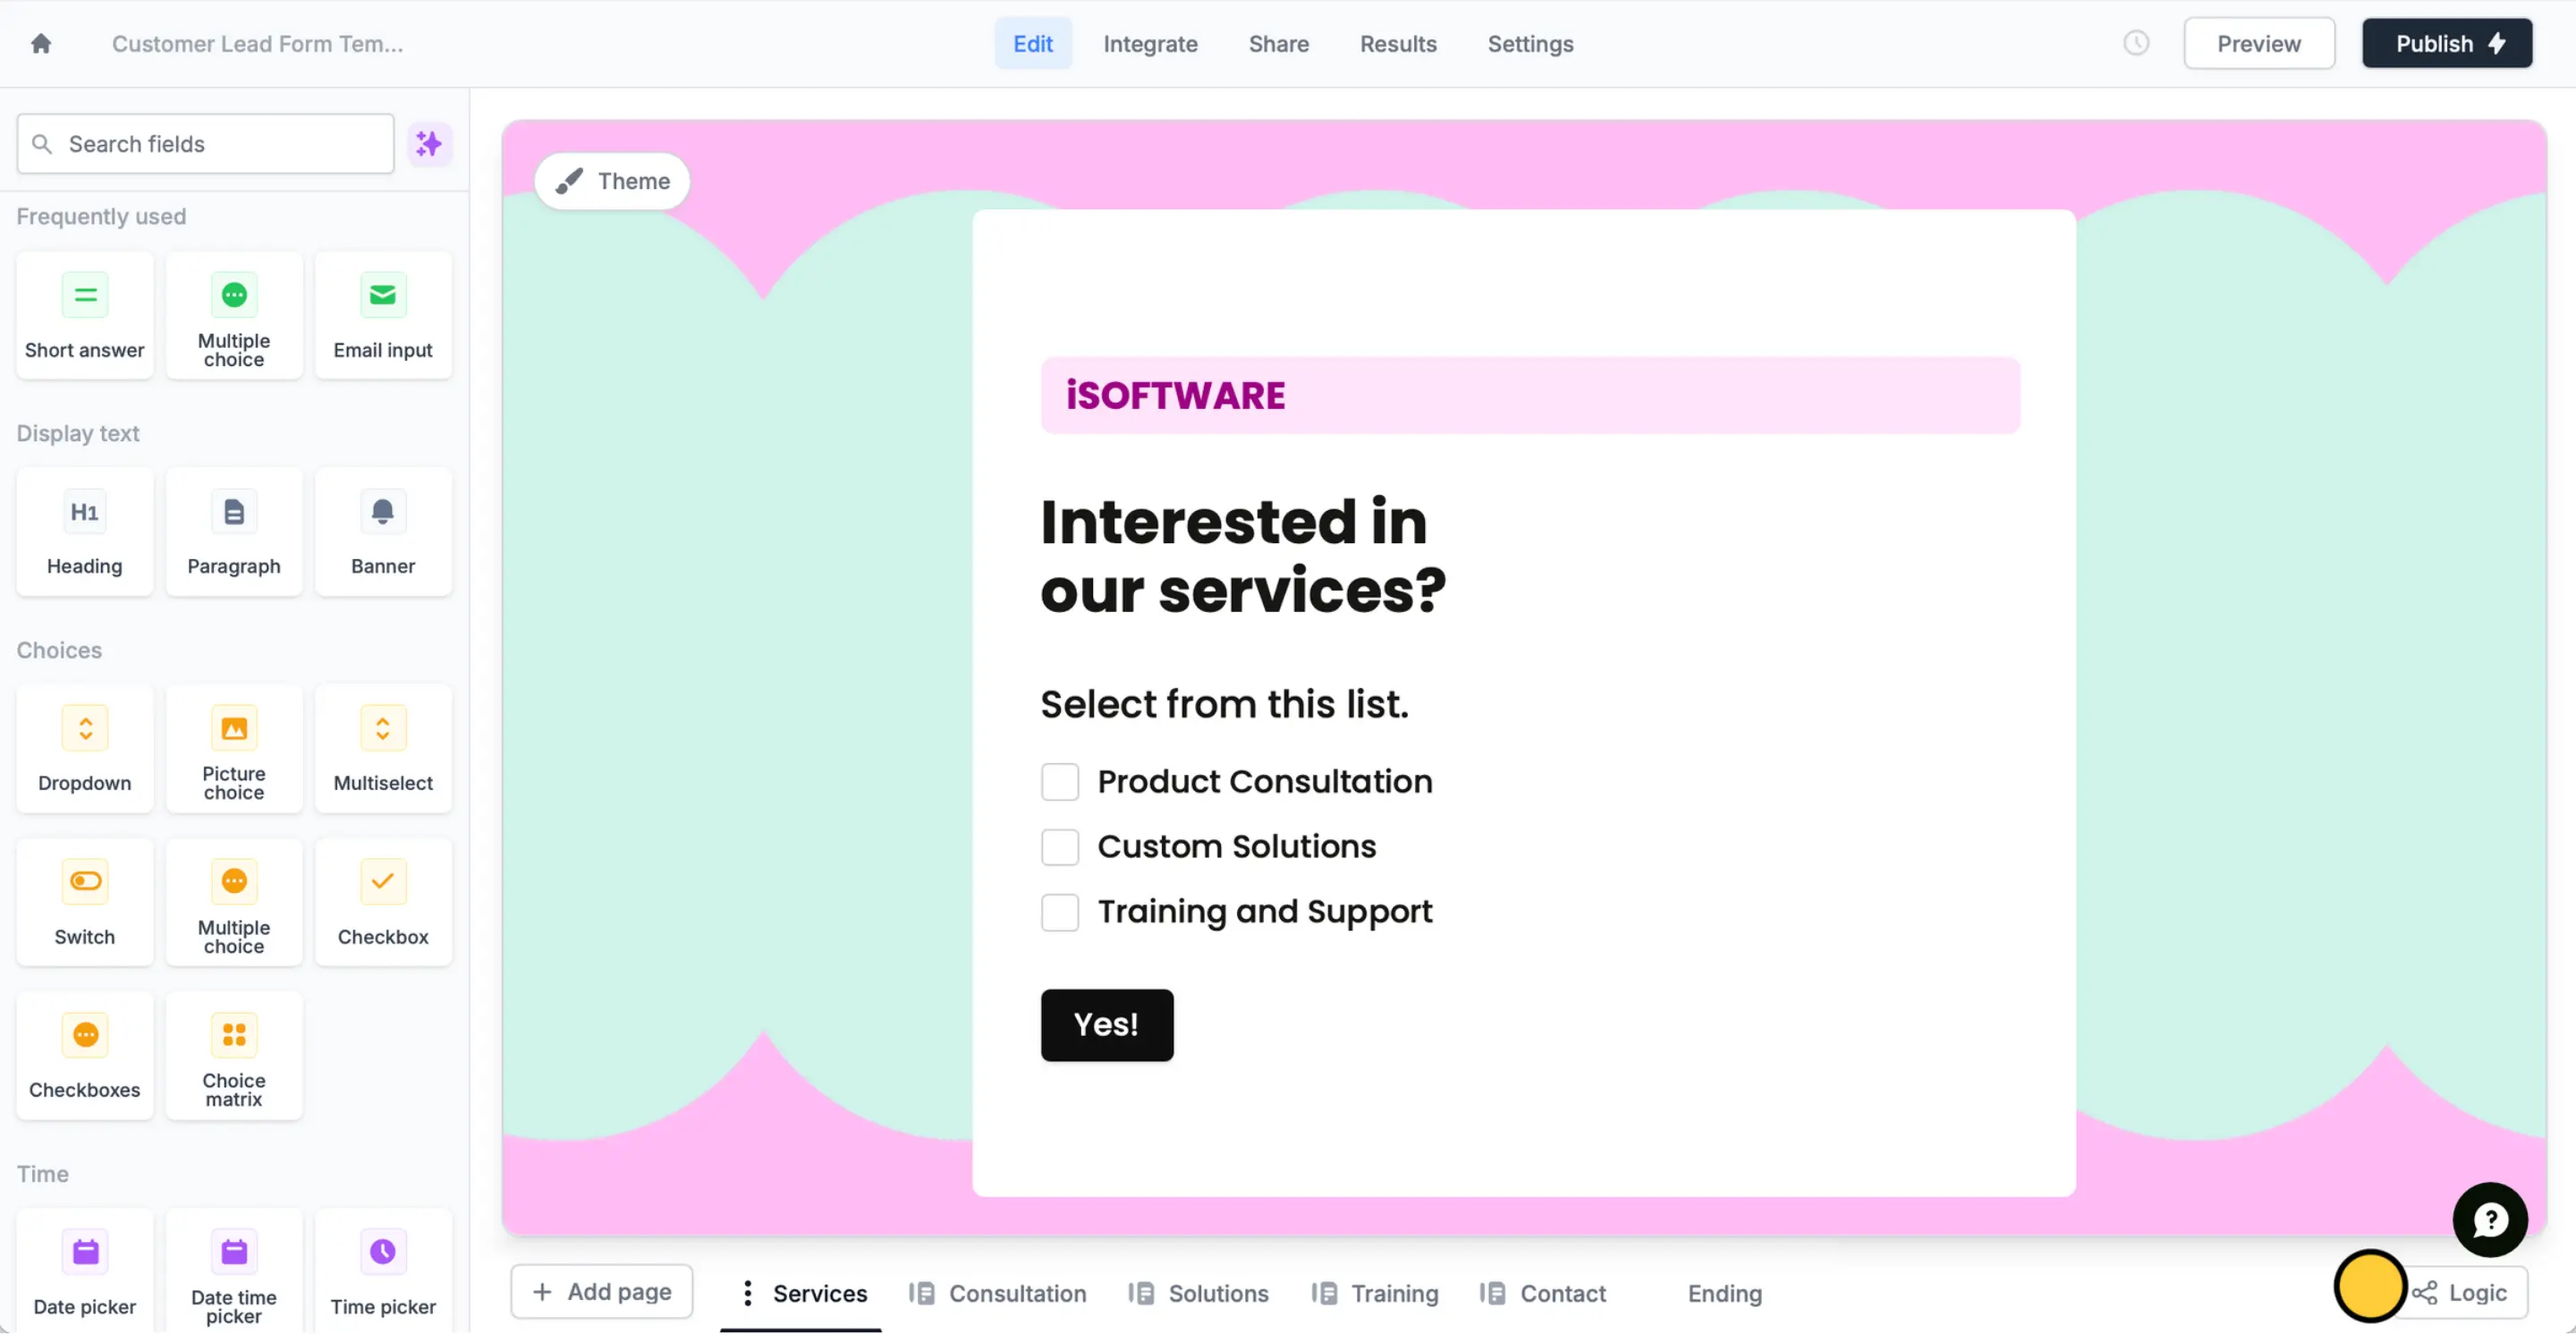 Customer Lead Form Tem...
Edit
Integrate
Share
Results
Settings
Preview
Publish
Search fields
Frequently used
Short answer
Multiple
choice
Email input
Display text
H1
Heading
Paragraph
Banner
Choices
Dropdown
Picture
choice
Multiselect
Switch
Multiple
choice
Checkbox
Checkboxes
Choice
matrix
Time
Date picker
Date time
picker
Time picker
Theme
iSOFTWARE
Interested in
our services?
Select from this list.
Product Consultation
Custom Solutions
Training and Support
Yes!
+ Add page
Services
Consultation
Solutions
Training
Contact
Ending
Logic
?